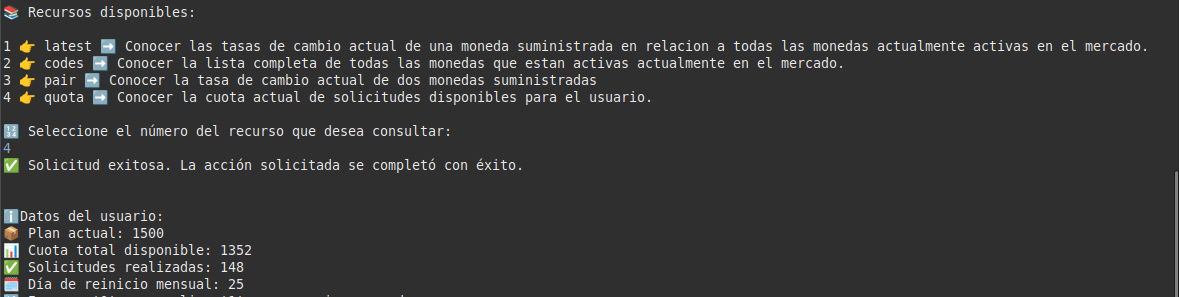 📚 Recursos disponibles:
1 👉 latest ➡️ Conocer las tasas de cambio actual de una moneda suministrada en relacion a todas las monedas actualmente activas en el mercado.
2 👉 codes ➡️ Conocer la lista completa de todas las monedas que estan activas actualmente en el mercado.
3 👉 pair ➡️ Conocer la tasa de cambio actual de dos monedas suministradas
4 👉 quota ➡️ Conocer la cuota actual de solicitudes disponibles para el usuario.
🔢 Seleccione el número del recurso que desea consultar:
4
✅ Solicitud exitosa. La acción solicitada se completó con éxito.
ℹ️Datos del usuario:
📦 Plan actual: 1500
📊 Cuota total disponible: 1352
✅ Solicitudes realizadas: 148
🗓️ Día de reinicio mensual: 25